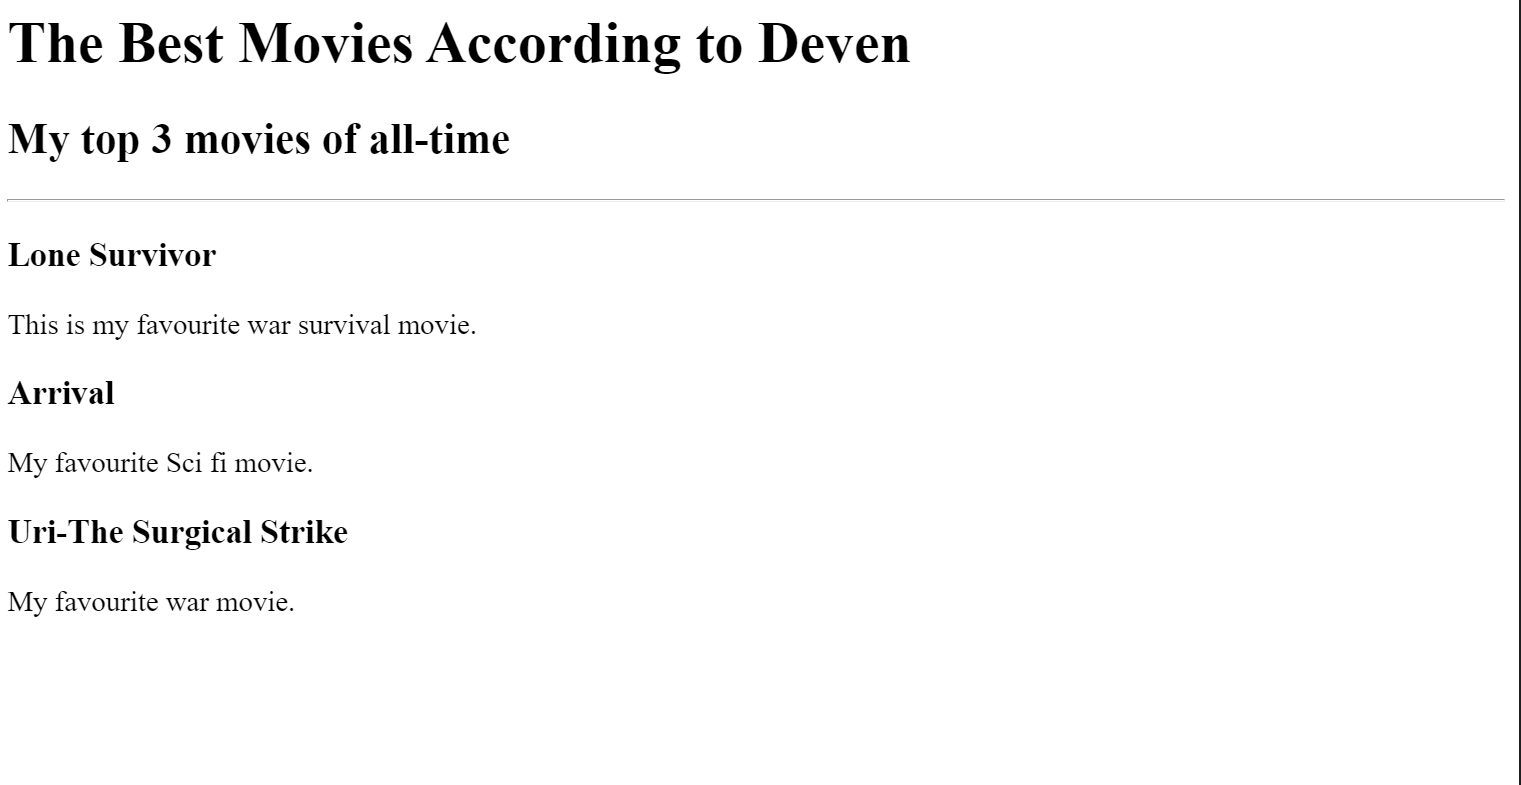 The Best Movies According to Deven
My top 3 movies of all-time
Lone Survivor
This is my favourite war survival movie.
Arrival
My favourite Sci fi movie.
Uri-The Surgical Strike
My favourite war movie.